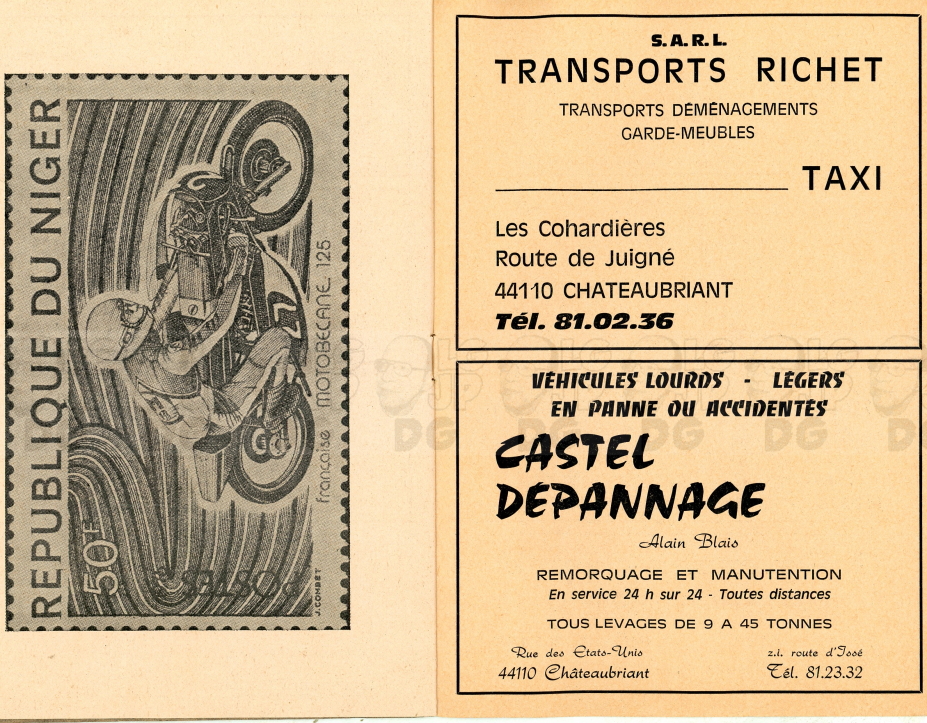 REPUBLIQUE DU NIGER
50F
POSTES
française MOTOBECANE 125
J.COMBET
S.A.R.L.
TRANSPORTS RICHET
TRANSPORTS DÉMÉNAGEMENTS
GARDE-MEUBLES
TAXI
Les Cohardières
Route de Juigné
44110 CHATEAUBRIANT
Tél. 81.02.36
VÉHICULES LOURDS - LÉGERS
EN PANNE OU ACCIDENTÉS
CASTEL
DÉPANNAGE
Alain Blais
REMORQUAGE ET MANUTENTION
En service 24 h sur 24 - Toutes distances
TOUS LEVAGES DE 9 A 45 TONNES
Rue des Etats-Unis z.i. route d'Issé
44110 Châteaubriant Tél. 81.23.32